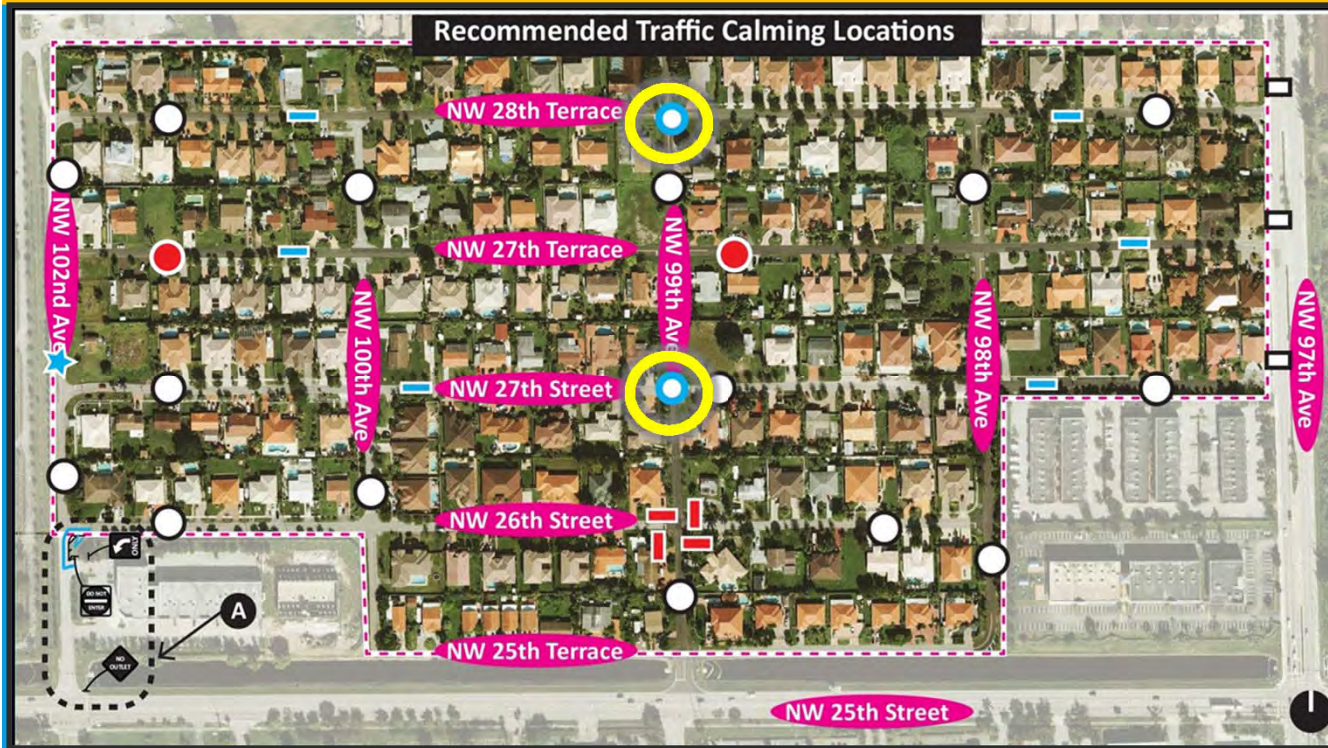 Recommended Traffic Calming Locations
NW 28th Terrace
NW 102nd Ave
NW 27th Terrace
NW 99th Ave
NW 100th Ave
NW 27th Street
NW 98th Ave
NW 97th Ave
NW 26th Street
ONLY
DO NOT
ENTER
A
NO
OUTLET
NW 25th Terrace
NW 25th Street